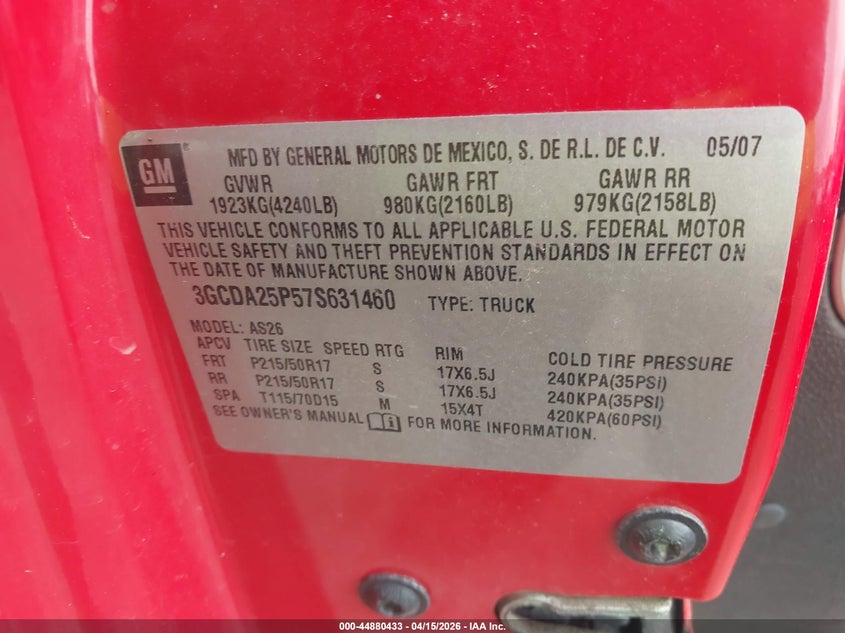 GM
MFD BY GENERAL MOTORS DE MEXICO, S. DE R.L. DE C.V. 05/07
GVWR GAWR FRT GAWR RR
1923KG(4240LB) 980KG(2160LB) 979KG(2158LB)
THIS VEHICLE CONFORMS TO ALL APPLICABLE U.S. FEDERAL MOTOR
VEHICLE SAFETY AND THEFT PREVENTION STANDARDS IN EFFECT ON
THE DATE OF MANUFACTURE SHOWN ABOVE.
3GCDA25P57S631460 TYPE: TRUCK
MODEL: AS26
APCV TIRE SIZE SPEED RTG RIM COLD TIRE PRESSURE
FRT P215/50R17 S 17X6.5J 240KPA(35PSI)
RR P215/50R17 S 17X6.5J 240KPA(35PSI)
SPA T115/70D15 M 15X4T 420KPA(60PSI)
SEE OWNER'S MANUAL FOR MORE INFORMATION.
000-44880433 - 04/15/2026 - IAA Inc.